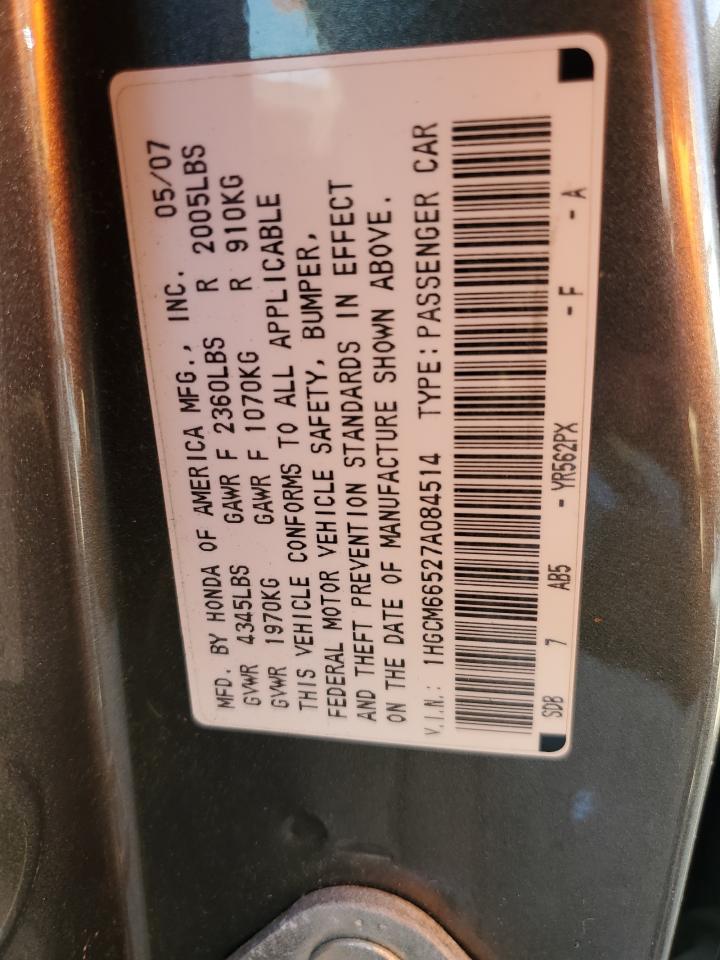 MFD. BY HONDA OF AMERICA MFG., INC. 05/07
GVWR 4345LBS GAWR F 2360LBS R 2005LBS
GVWR 1970KG GAWR F 1070KG R 910KG
THIS VEHICLE CONFORMS TO ALL APPLICABLE
FEDERAL MOTOR VEHICLE SAFETY, BUMPER,
AND THEFT PREVENTION STANDARDS IN EFFECT
ON THE DATE OF MANUFACTURE SHOWN ABOVE.
V.I.N.: 1HGCM66527A084514 TYPE: PASSENGER CAR
SDB 7 AB5 - YR562PX - F - A